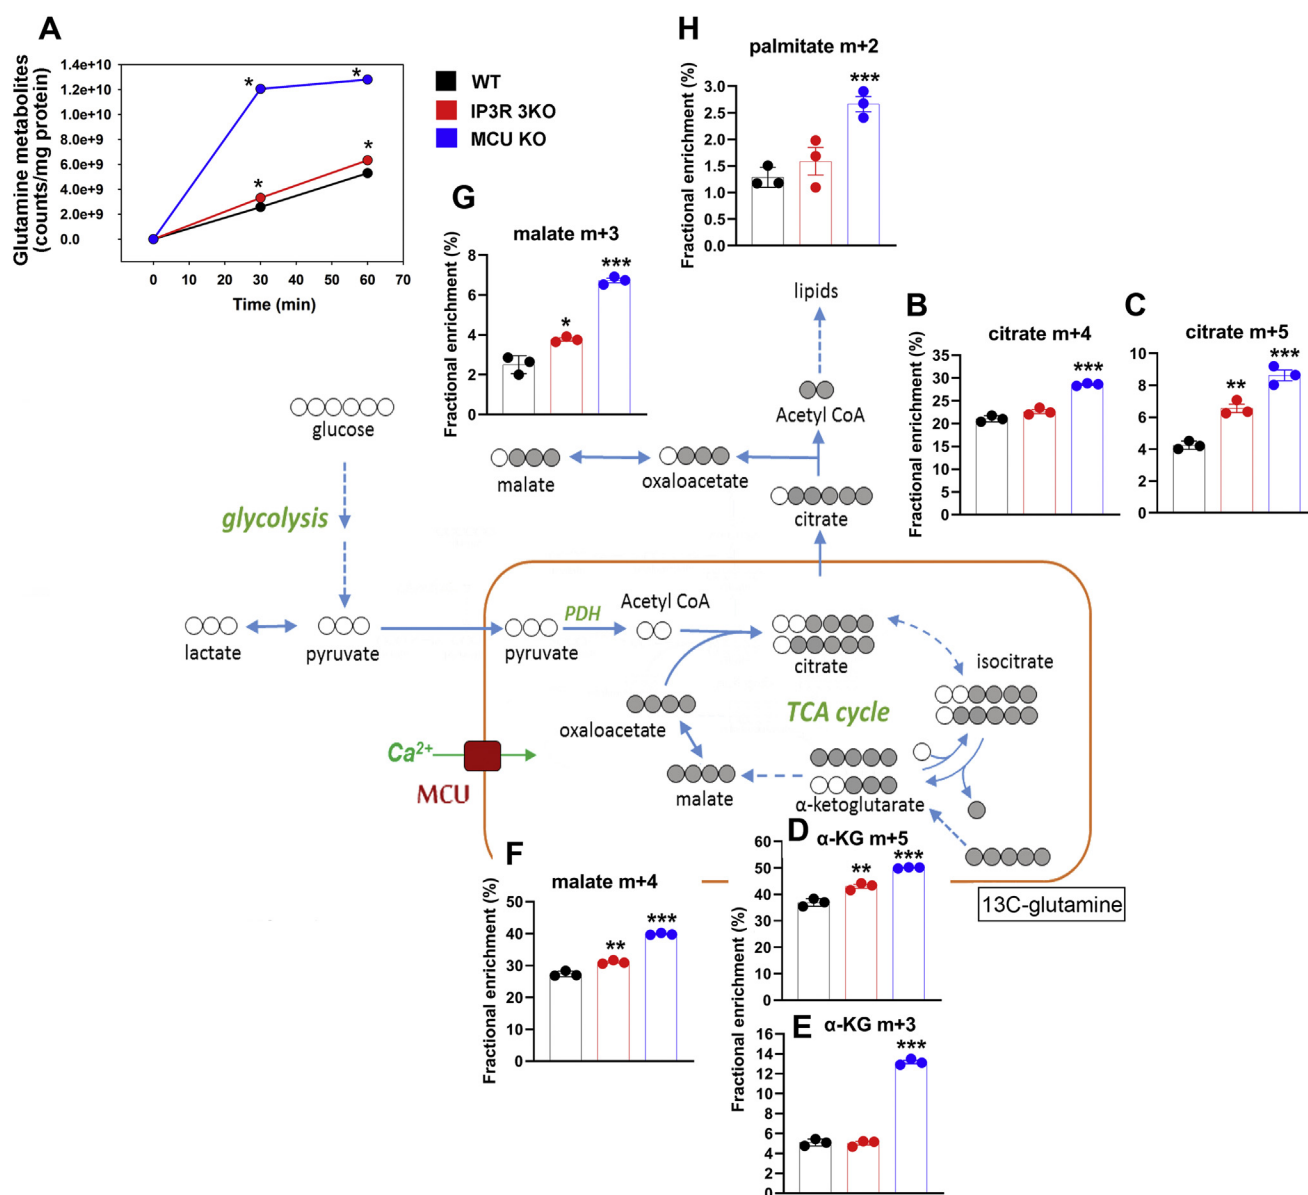 A
Glutamine metabolites
(counts/mg protein)
1.4e+10
1.2e+10
1.0e+10
8.0e+9
6.0e+9
4.0e+9
2.0e+9
0.0
*
*
*
*
0 10 20 30 40 50 60 70
Time (min)
WT
IP3R 3KO
MCU KO
H
palmitate m+2
Fractional enrichment (%)
3.0
2.5
2.0
1.5
1.0
0.5
0.0
***
G
malate m+3
Fractional enrichment (%)
8
6
4
2
0
*
***
B
citrate m+4
Fractional enrichment (%)
35
30
25
20
15
10
5
0
***
C
citrate m+5
10
8
6
4
2
0
**
***
lipids
Acetyl CoA
glucose
malate
oxaloacetate
citrate
glycolysis
lactate
pyruvate
pyruvate
PDH
Acetyl CoA
citrate
isocitrate
oxaloacetate
TCA cycle
Ca²⁺
MCU
malate
α-ketoglutarate
13C-glutamine
F
malate m+4
Fractional enrichment (%)
50
40
30
20
10
0
**
***
D
α-KG m+5
Fractional enrichment (%)
60
50
40
30
20
10
0
**
***
E
α-KG m+3
16
14
12
10
8
6
4
2
0
***